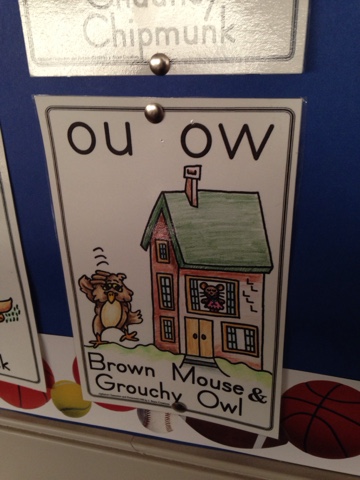 Chipmunk
ou ow
Brown Mouse &
Grouchy Owl